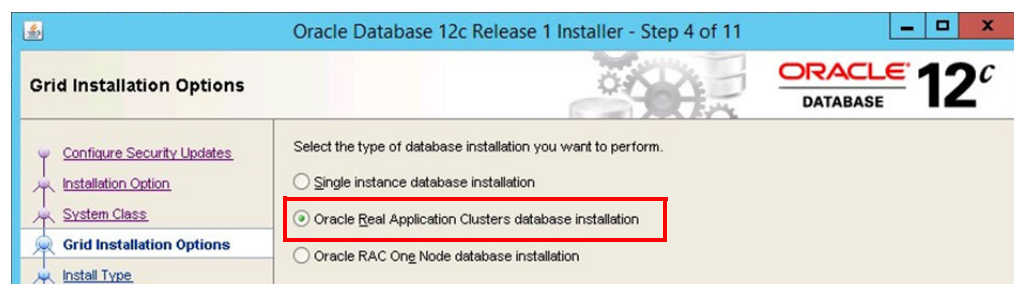 Oracle Database 12c Release 1 Installer - Step 4 of 11
Grid Installation Options
ORACLE®
DATABASE
12c
Configure Security Updates
Installation Option
System Class
Grid Installation Options
Install Type
Select the type of database installation you want to perform.
Single instance database installation
Oracle Real Application Clusters database installation
Oracle RAC One Node database installation